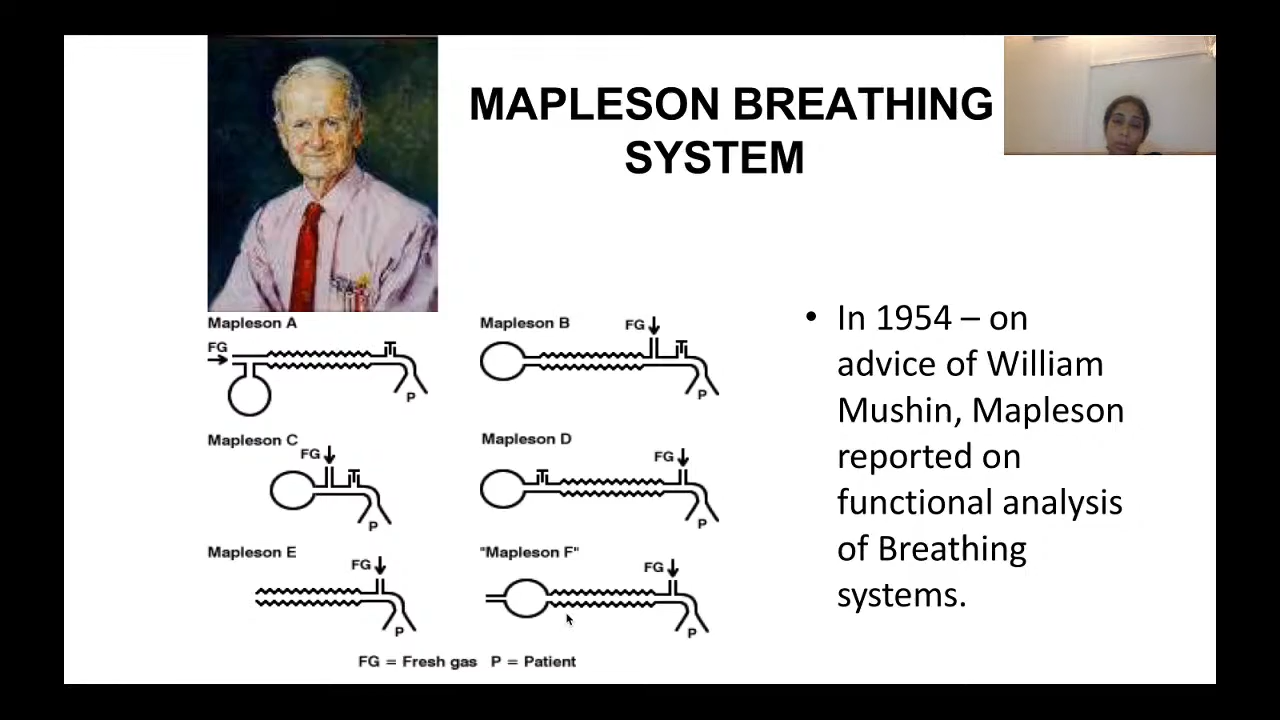 MAPLESON BREATHING
SYSTEM
Mapleson A
FG
P
Mapleson B
FG
P
Mapleson C
FG
P
Mapleson D
FG
P
Mapleson E
FG
P
"Mapleson F"
FG
P
FG = Fresh gas P = Patient
• In 1954 – on
advice of William
Mushin, Mapleson
reported on
functional analysis
of Breathing
systems.